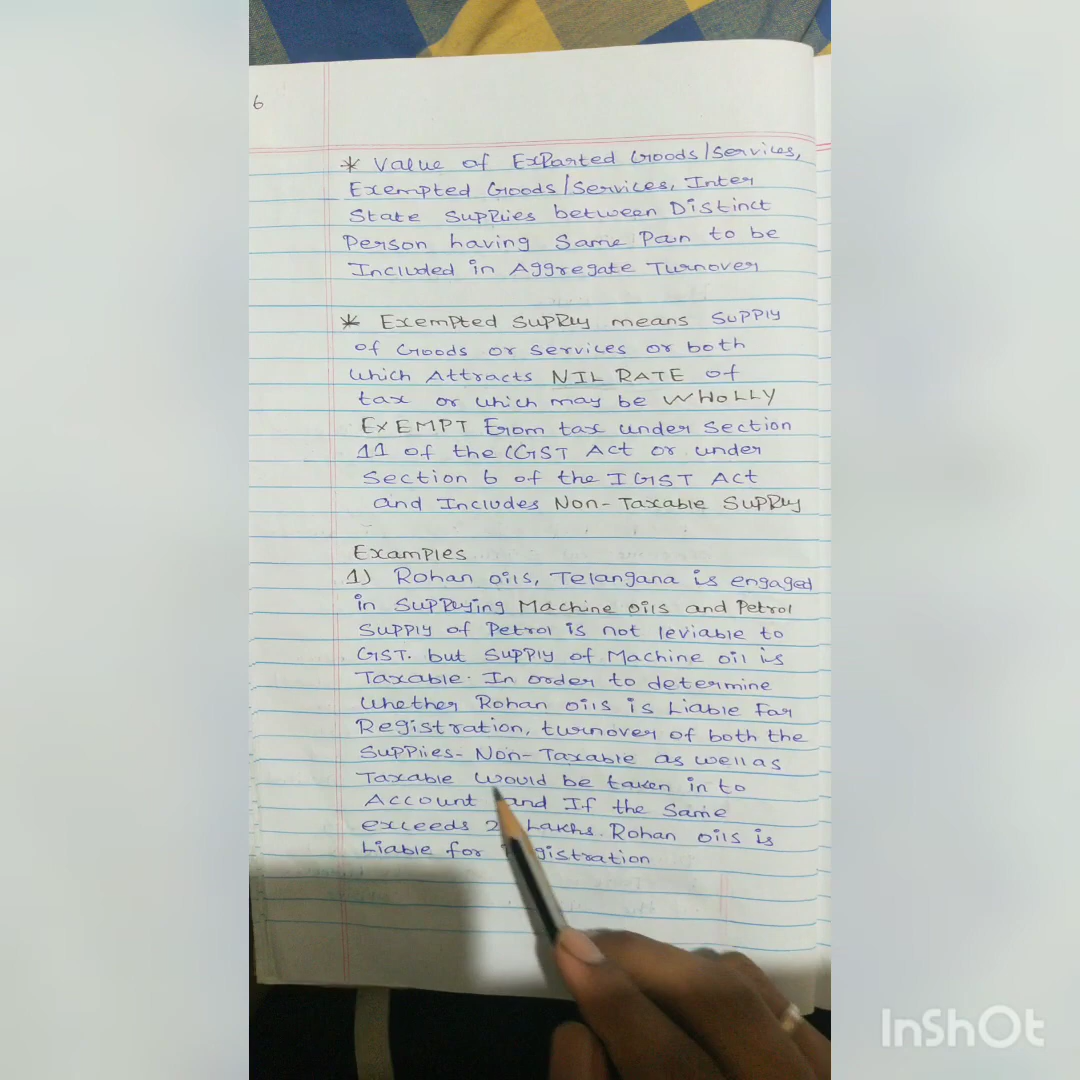 6
* Value of Exported Goods/Services,
Exempted Goods/Services, Inter
State Supplies between Distinct
Person having Same Pan to be
Included in Aggregate Turnover
* Exempted Supply means Supply
of Goods or Services or both
which Attracts NIL RATE of
tax or which may be WHOLLY
EXEMPT From tax under Section
11 of the CGST Act or under
Section 6 of the IGST Act
and Includes Non-Taxable Supply
Examples
1) Rohan oils, Telangana is engaged
in Supplying Machine oils and Petrol
Supply of Petrol is not leviable to
GST. but Supply of Machine oil is
Taxable. In order to determine
whether Rohan oils is Liable For
Registration, turnover of both the
Supplies- Non-Taxable as well as
Taxable would be taken in to
Account and If the Same
exceeds Lakhs. Rohan oils is
Liable for
InShOt